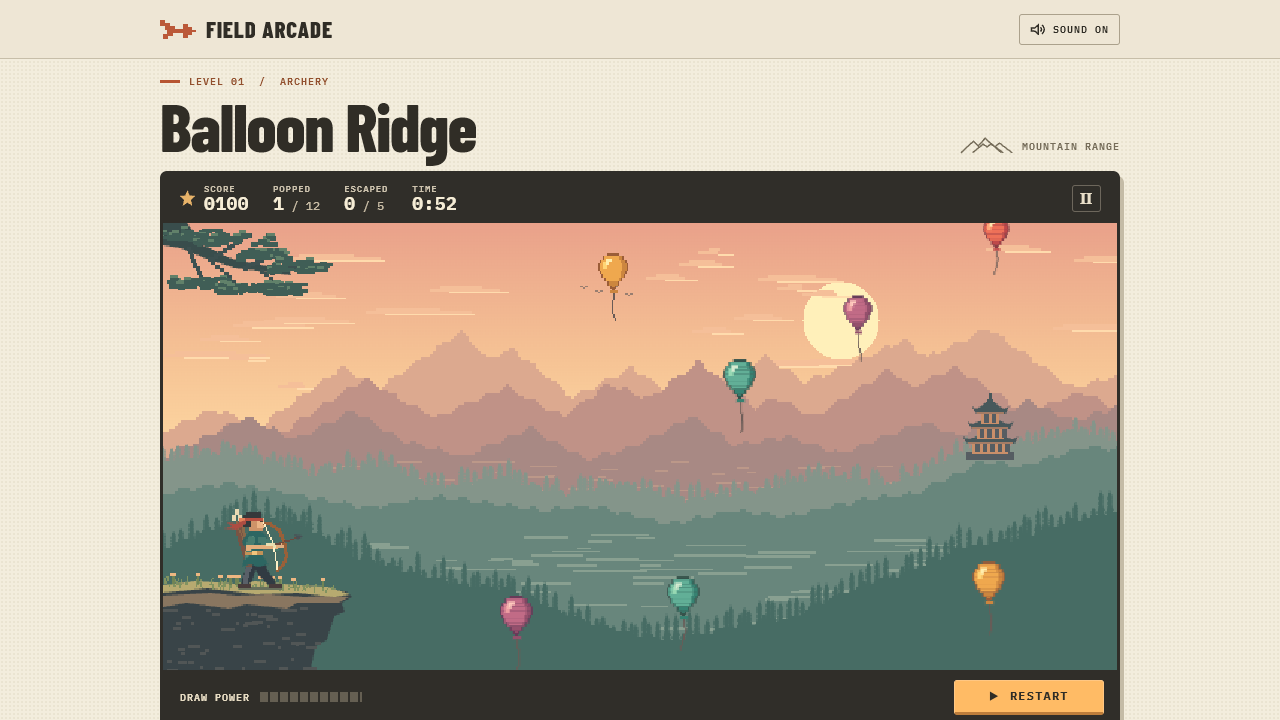 FIELD ARCADE
SOUND ON
LEVEL 01 / ARCHERY
Balloon Ridge
MOUNTAIN RANGE
SCORE
0100
POPPED
1 / 12
ESCAPED
0 / 5
TIME
0:52
DRAW POWER
RESTART